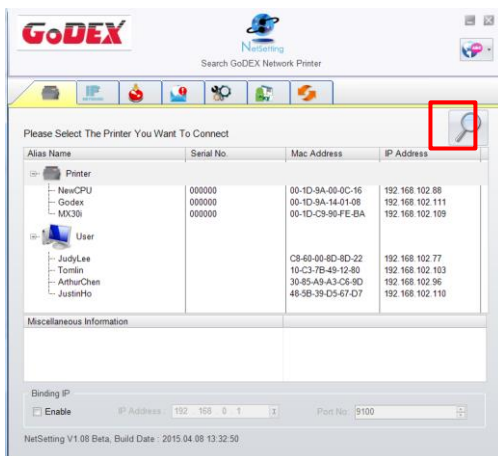 GoDEX
NetSetting
Search GoDEX Network Printer
IP
Please Select The Printer You Want To Connect
Alias Name Serial No. Mac Address IP Address
Printer
NewCPU 000000 00-1D-9A-00-0C-16 192.168.102.88
Godex 000000 00-1D-9A-14-01-08 192.168.102.111
MX30i 000000 00-1D-C9-90-FE-BA 192.168.102.109
User
JudyLee C8-60-00-8D-8D-22 192.168.102.77
Tomlin 10-C3-7B-49-12-80 192.168.102.103
ArthurChen 30-85-A9-A3-C6-9D 192.168.102.96
JustinHo 48-5B-39-D5-67-D7 192.168.102.110
Miscellaneous Information
Binding IP
Enable IP Address : 192 . 168 . 0 . 1 Port No. 9100
NetSetting V1.08 Beta, Build Date : 2015.04.08 13:32:50